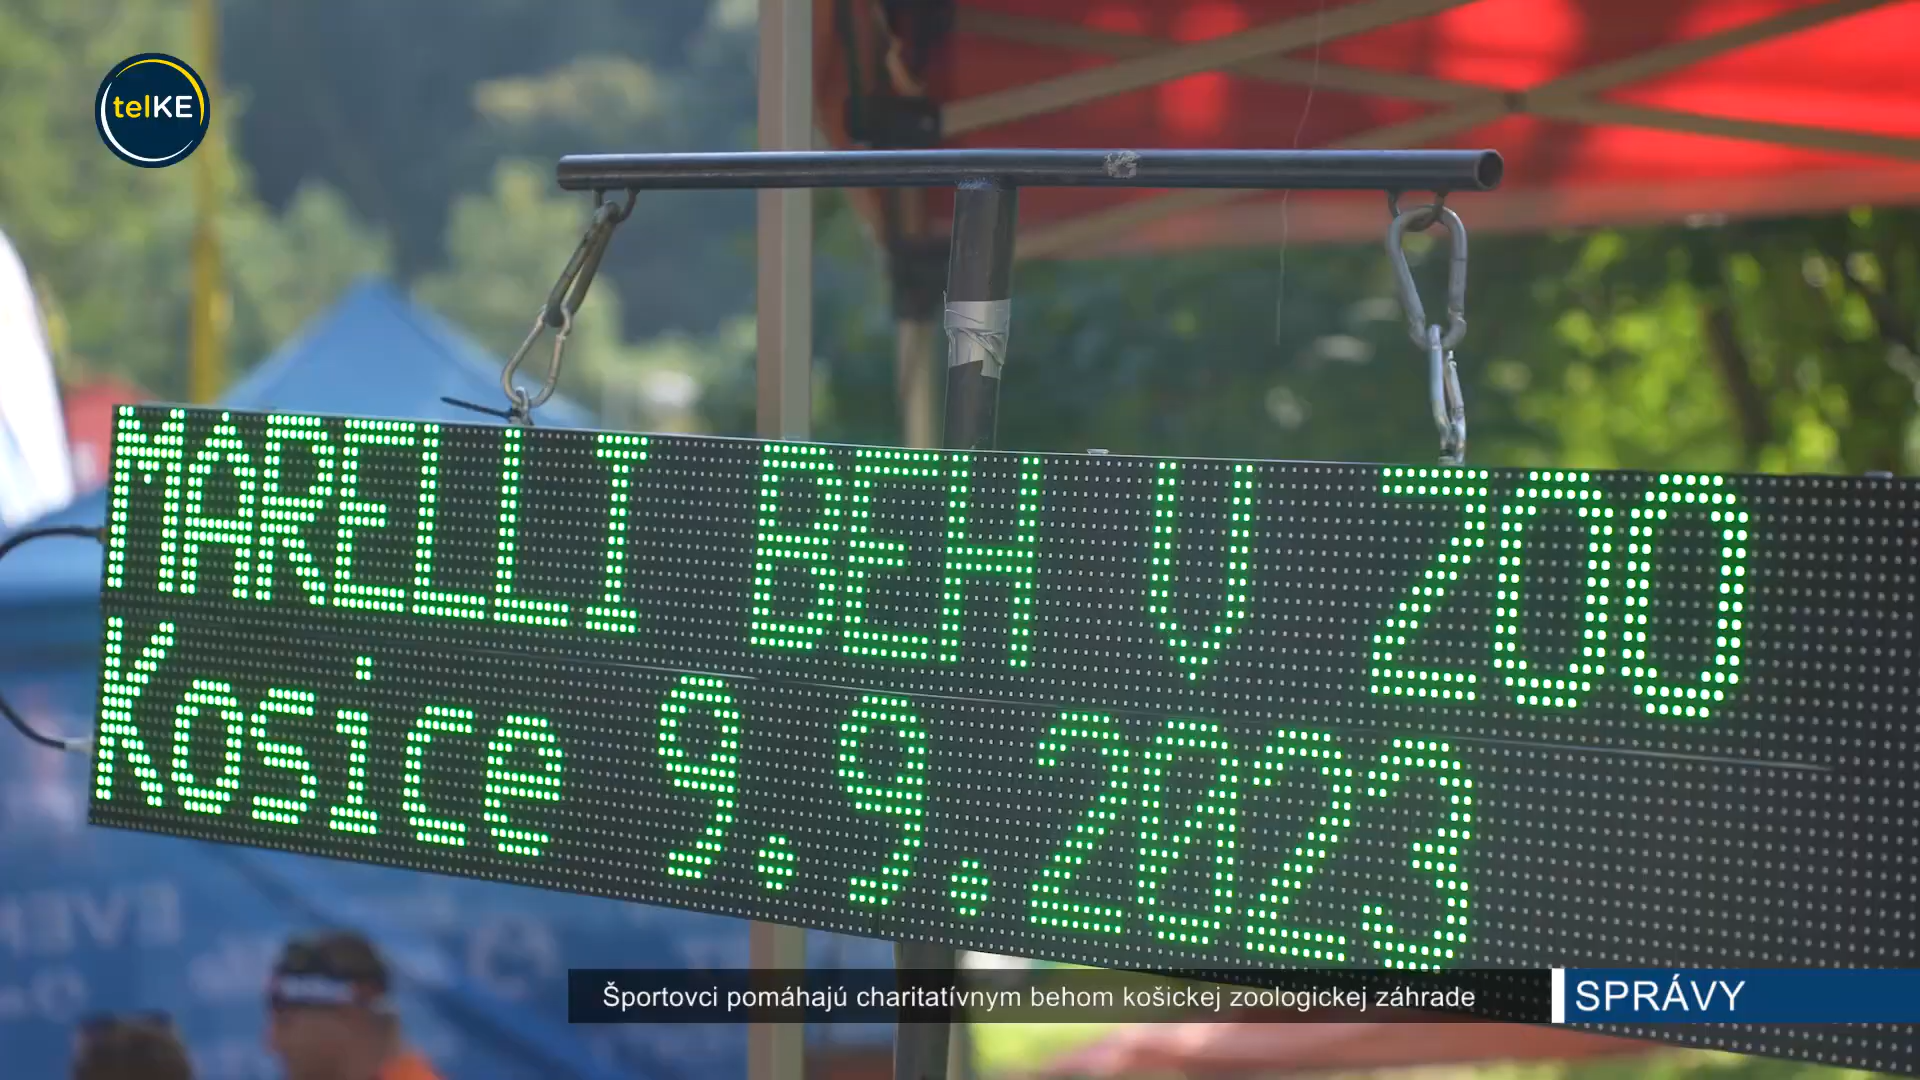 telKE
MARELLI BEH V ZOO
Kosice 9.9.2023
Športovci pomáhajú charitatívnym behom košickej zoologickej záhrade
SPRÁVY